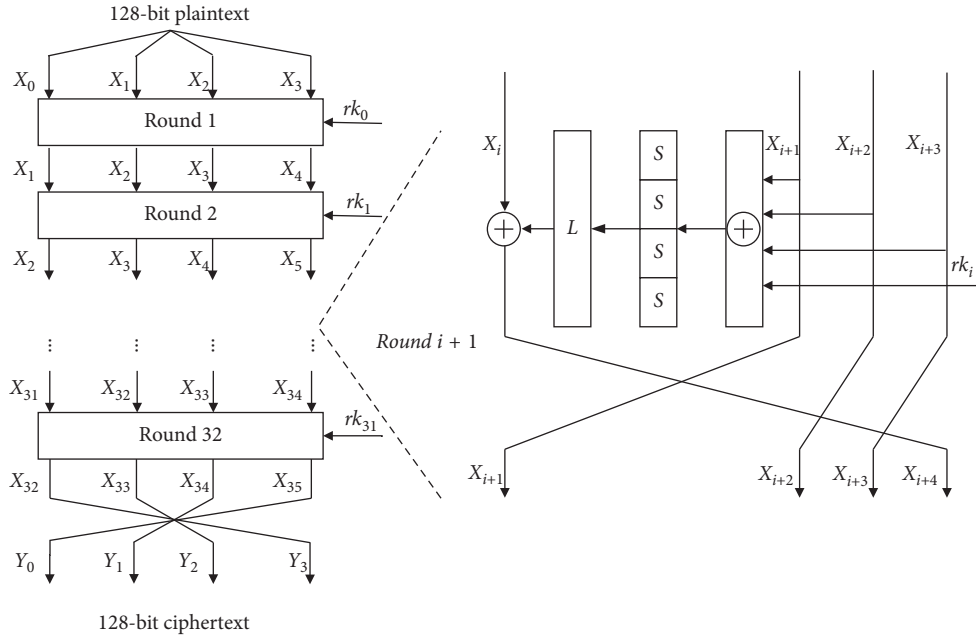 128-bit plaintext
X0 X1 X2 X3
Round 1
rk0
X1 X2 X3 X4
Round 2
rk1
X2 X3 X4 X5
⋮ ⋮ ⋮ ⋮
X31 X32 X33 X34
Round 32
rk31
X32 X33 X34 X35
Y0 Y1 Y2 Y3
128-bit ciphertext
Round i + 1
Xi
L
S
S
S
S
Xi+1 Xi+2 Xi+3
rki
Xi+1 Xi+2 Xi+3 Xi+4